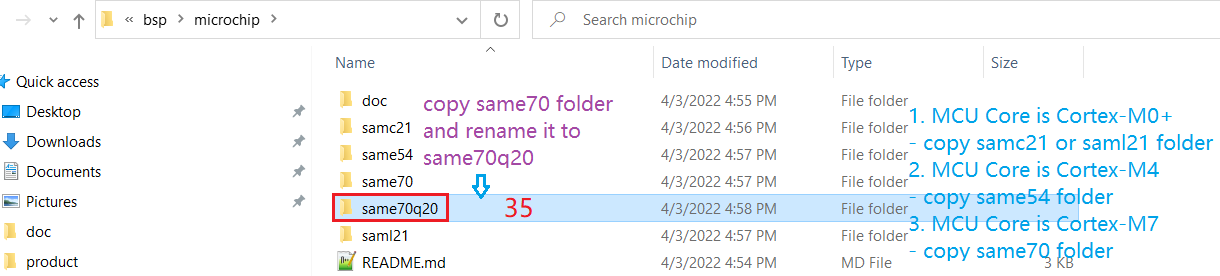 « bsp › microchip ›
Search microchip
Name Date modified Type Size
Quick access
Desktop
Downloads
Documents
Pictures
doc
product
doc 4/3/2022 4:55 PM File folder
samc21 4/3/2022 4:56 PM File folder
same54 4/3/2022 4:57 PM File folder
same70 4/3/2022 4:57 PM File folder
same70q20 4/3/2022 4:58 PM File folder
saml21 4/3/2022 4:57 PM File folder
README.md 4/3/2022 4:54 PM MD File 3 KB
copy same70 folder
and rename it to
same70q20
35
1. MCU Core is Cortex-M0+
- copy samc21 or saml21 folder
2. MCU Core is Cortex-M4
- copy same54 folder
3. MCU Core is Cortex-M7
- copy same70 folder